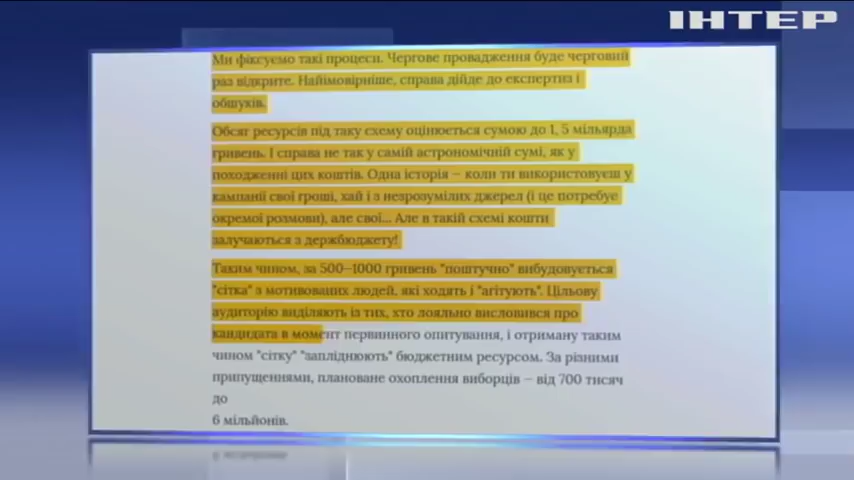 ІНТЕР
Ми фіксуємо такі процеси. Чергове провадження буде черговий
раз відкрите. Найімовірніше, справа дійде до експертиз і
обшуків.
Обсяг ресурсів під таку схему оцінюється сумою до 1, 5 мільярда
гривень. І справа не так у самій астрономічній сумі, як у
походженні цих коштів. Одна історія — коли ти використовуєш у
кампанії свої гроші, хай і з незрозумілих джерел (і це потребує
окремої розмови), але свої... Але в такій схемі кошти
залучаються з держбюджету!
Таким чином, за 500—1000 гривень "поштучно" вибудовується
"сітка" з мотивованих людей, які ходять і "агітують". Цільову
аудиторію виділяють із тих, хто лояльно висловився про
кандидата в момент первинного опитування, і отриману таким
чином "сітку" "запліднюють" бюджетним ресурсом. За різними
припущеннями, плановане охоплення виборців — від 700 тисяч
до
6 мільйонів.